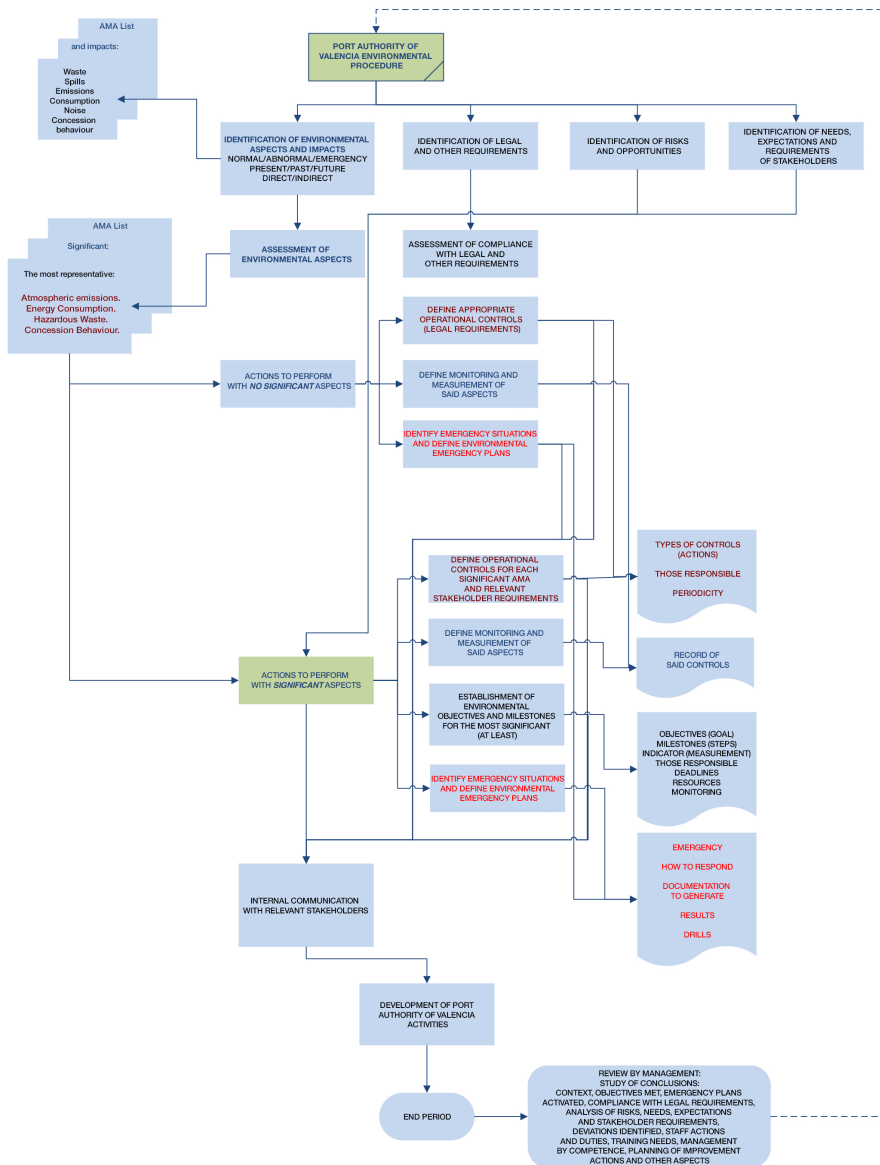 AMA List
and impacts:
Waste
Spills
Emissions
Consumption
Noise
Concession
behaviour
PORT AUTHORITY OF
VALENCIA ENVIRONMENTAL
PROCEDURE
IDENTIFICATION OF ENVIRONMENTAL
ASPECTS AND IMPACTS
NORMAL/ABNORMAL/EMERGENCY
PRESENT/PAST/FUTURE
DIRECT/INDIRECT
IDENTIFICATION OF LEGAL
AND OTHER REQUIREMENTS
IDENTIFICATION OF RISKS
AND OPPORTUNITIES
IDENTIFICATION OF NEEDS,
EXPECTATIONS AND
REQUIREMENTS
OF STAKEHOLDERS
AMA List
Significant:
The most representative:
Atmospheric emissions.
Energy Consumption.
Hazardous Waste.
Concession Behaviour.
ASSESSMENT OF
ENVIRONMENTAL ASPECTS
ASSESSMENT OF COMPLIANCE
WITH LEGAL AND
OTHER REQUIREMENTS
DEFINE APPROPRIATE
OPERATIONAL CONTROLS
(LEGAL REQUIREMENTS)
ACTIONS TO PERFORM
WITH NO SIGNIFICANT ASPECTS
DEFINE MONITORING AND
MEASUREMENT OF
SAID ASPECTS
IDENTIFY EMERGENCY SITUATIONS
AND DEFINE ENVIRONMENTAL
EMERGENCY PLANS
DEFINE OPERATIONAL
CONTROLS FOR EACH
SIGNIFICANT AMA
AND RELEVANT
STAKEHOLDER REQUIREMENTS
TYPES OF CONTROLS
(ACTIONS)
THOSE RESPONSIBLE
PERIODICITY
DEFINE MONITORING AND
MEASUREMENT OF
SAID ASPECTS
RECORD OF
SAID CONTROLS
ACTIONS TO PERFORM
WITH SIGNIFICANT ASPECTS
ESTABLISHMENT OF
ENVIRONMENTAL
OBJECTIVES AND MILESTONES
FOR THE MOST SIGNIFICANT
(AT LEAST)
OBJECTIVES (GOAL)
MILESTONES (STEPS)
INDICATOR (MEASUREMENT)
THOSE RESPONSIBLE
DEADLINES
RESOURCES
MONITORING
IDENTIFY EMERGENCY SITUATIONS
AND DEFINE ENVIRONMENTAL
EMERGENCY PLANS
EMERGENCY
HOW TO RESPOND
DOCUMENTATION
TO GENERATE
RESULTS
DRILLS
INTERNAL COMMUNICATION
WITH RELEVANT STAKEHOLDERS
DEVELOPMENT OF PORT
AUTHORITY OF VALENCIA
ACTIVITIES
END PERIOD
REVIEW BY MANAGEMENT:
STUDY OF CONCLUSIONS:
CONTEXT, OBJECTIVES MET, EMERGENCY PLANS
ACTIVATED, COMPLIANCE WITH LEGAL REQUIREMENTS,
ANALYSIS OF RISKS, NEEDS, EXPECTATIONS
AND STAKEHOLDER REQUIREMENTS,
DEVIATIONS IDENTIFIED, STAFF ACTIONS
AND DUTIES, TRAINING NEEDS, MANAGEMENT
BY COMPETENCE, PLANNING OF IMPROVEMENT
ACTIONS AND OTHER ASPECTS